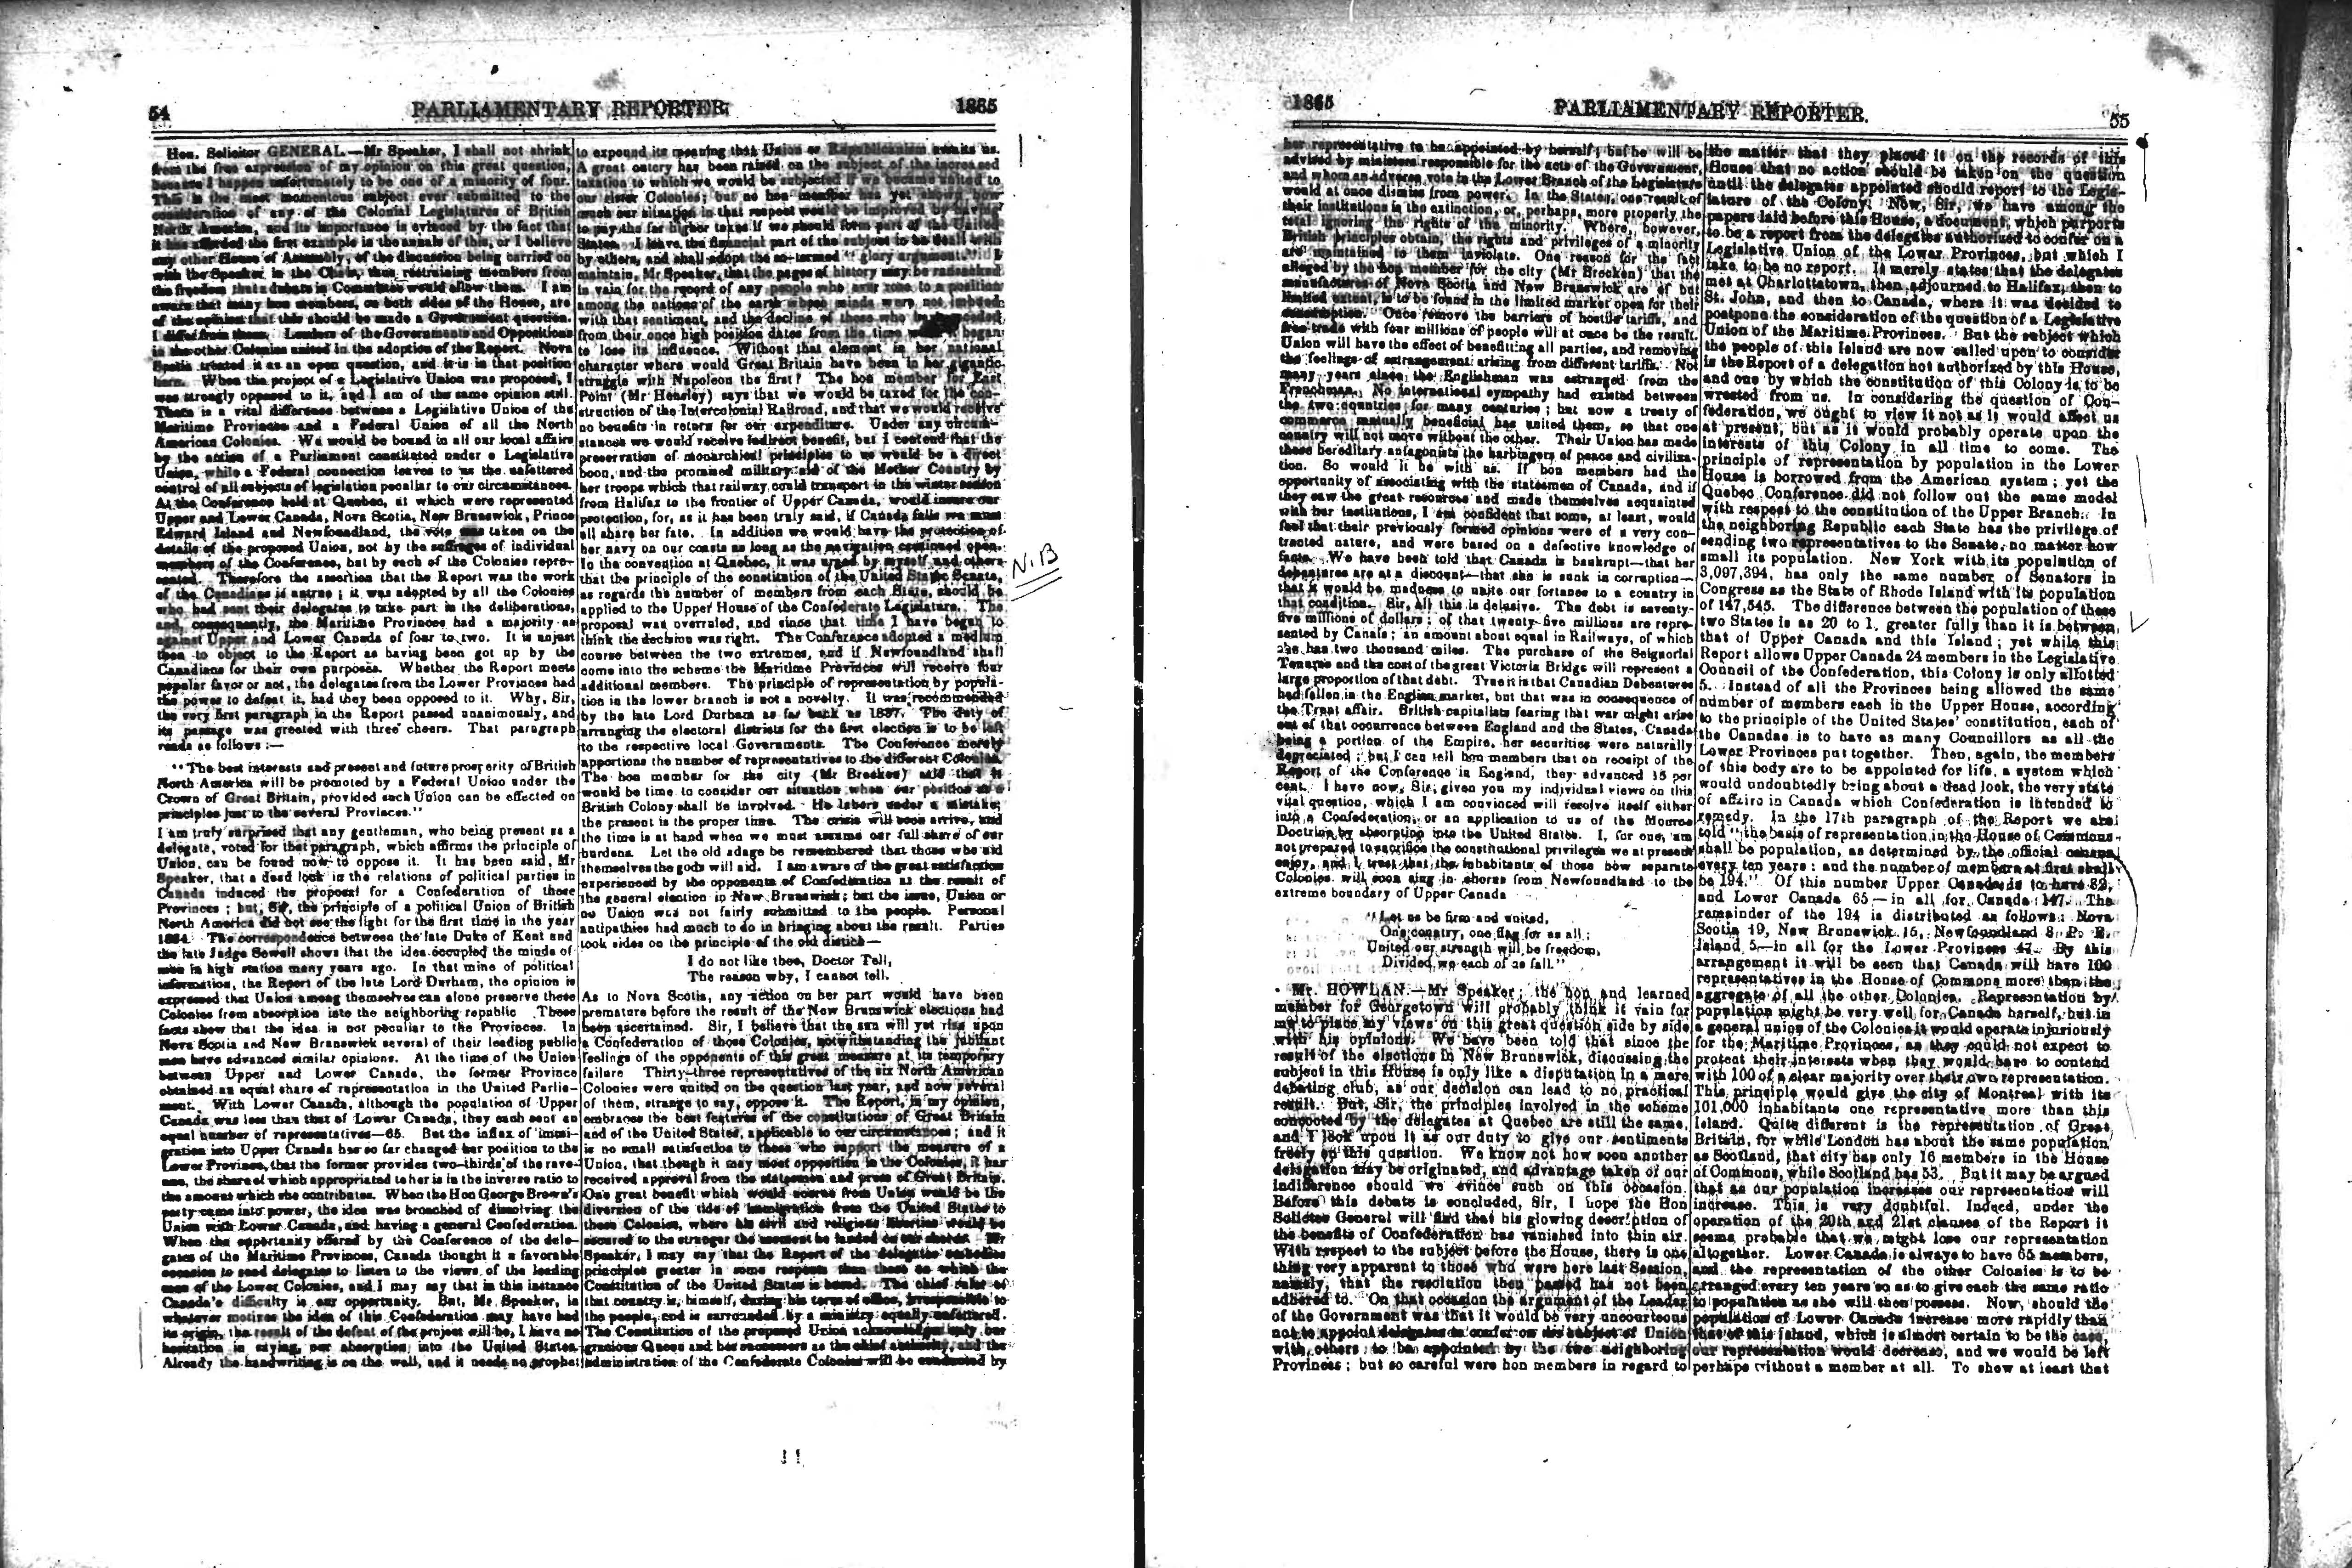 54 PARLIAMENTARY REPORTER. 1865
Hon. Solicitor GENERAL.—Mr Speaker, I shall not shrink
from the free expression of my opinion on this great question,
because I happen unfortunately to be one of a minority of four.
This is the most momentous subject ever submitted to the
consideration of any of the Colonial Legislatures of British
North America, and its importance is evinced by the fact that
it has afforded the first example in the annals of this, or I believe
any other House of Assembly, of the discussion being carried on
with the Speaker in the Chair, thus restraining members from
the freedom that a debate in Committee would allow them. I am
aware that many hon members, on both sides of the House, are
of the opinion that this should be made a Government question.
I differ from them. Leaders of the Governments and Oppositions
in the other Colonies united in the adoption of the Report. Nova
Scotia treated it as an open question, and it is in that position
here. When the project of a Legislative Union was proposed, I
was strongly opposed to it, and I am of the same opinion still.
There is a vital difference between a Legislative Union of the
Maritime Provinces and a Federal Union of all the North
American Colonies. We would be bound in all our local affairs
by the action of a Parliament constituted under a Legislative
Union, while a Federal connection leaves to us the unfettered
control of all subjects of legislation peculiar to our circumstances.
At the Conference held at Quebec, at which were represented
Upper and Lower Canada, Nova Scotia, New Brunswick, Prince
Edward Island and Newfoundland, the vote was taken on the
details of the proposed Union, not by the suffrages of individual
members of the Conference, but by each of the Colonies repre-
sented. Therefore the assertion that the Report was the work
of the Canadians is untrue; it was adopted by all the Colonies
who had sent their delegates to take part in the deliberations,
and, consequently, the Maritime Provinces had a majority as
against Upper and Lower Canada of four to two. It is unjust
then to object to the Report as having been got up by the
Canadians for their own purposes. Whether the Report meets
popular favor or not, the delegates from the Lower Provinces had
the power to defeat it, had they been opposed to it. Why, Sir,
the very first paragraph in the Report passed unanimously, and
its passage was greeted with three cheers. That paragraph
reads as follows:—
"The best interests and present and future prosperity of British
North America will be promoted by a Federal Union under the
Crown of Great Britain, provided such Union can be effected on
principles just to the several Provinces."
I am truly surprised that any gentleman, who being present as a
delegate, voted for that paragraph, which affirms the principle of
Union, can be found now to oppose it. It has been said, Mr
Speaker, that a dead lock in the relations of political parties in
Canada induced the proposal for a Confederation of these
Provinces; but, Sir, the principle of a political Union of British
North America did not see the light for the first time in the year
1864. The correspondence between the late Duke of Kent and
the late Judge Sewell shows that the idea occupied the minds of
men in high station many years ago. In that mine of political
information, the Report of the late Lord Durham, the opinion is
expressed that Union among themselves can alone preserve these
Colonies from absorption into the neighboring republic These
facts show that the idea is not peculiar to the Provinces. In
Nova Scotia and New Brunswick several of their leading public
men have advanced similar opinions. At the time of the Union
between Upper and Lower Canada, the former Province
obtained an equal share of representation in the United Parlia-
ment. With Lower Canada, although the population of Upper
Canada was less than that of Lower Canada, they each sent an
equal number of representatives—65. But the influx of immi-
gration into Upper Canada has so far changed her position to the
Lower Province, that the former provides two-thirds of the reve-
nue, the share of which appropriated to her is in the inverse ratio to
the amount which she contributes. When the Hon George Brown's
party came into power, the idea was broached of dissolving the
Union with Lower Canada, and having a general Confederation.
When the opportunity offered by the Conference of the dele-
gates of the Maritime Provinces, Canada thought it a favorable
occasion to send delegates to listen to the views of the leading
men of the Lower Colonies, and I may say that in this instance
Canada's difficulty is our opportunity. But, Mr Speaker, in
whatever motives the idea of this Confederation may have had
its origin, the result of the defeat of the project will be, I have no
hesitation in saying, our absorption into the United States.
Already the handwriting is on the wall, and it needs no prophet
to expound its meaning that Union or Republicanism awaits us.
A great outcry has been raised on the subject of the increased
taxation to which we would be subjected if we became united to
our sister Colonies; but no hon member has yet shown how
much our situation in that respect would be improved by having
to pay the far higher taxes if we should form part of the United
States. I leave the financial part of the subject to be dealt with
by others, and shall adopt the so-termed "glory argument." I
maintain, Mr Speaker, that the pages of history may be ransacked
in vain for the record of any people who ever rose to a position
among the nations of the earth whose minds were not imbued
with that sentiment, and the decline of those who have receded
from their once high position dates from the time began
to lose its influence. Without that element in her national
character where would Great Britain have been in her gigantic
struggle with Napoleon the first? The hon member for East
Point (Mr Hensley) says that we would be taxed for the con-
struction of the Intercolonial Railroad, and that we would receive
no benefits in return for our expenditure. Under any circum-
stances we would receive indirect benefit, but I contend that the
preservation of monarchical principles to us would be a direct
boon, and the promised military aid of the Mother Country by
her troops which that railway could transport in the winter season
from Halifax to the frontier of Upper Canada, would insure our
protection, for, as it has been truly said, if Canada falls we must
all share her fate. In addition we would have the protection of
her navy on our coasts as long as the navigation continued open.
In the convention at Quebec, it was urged by myself and others
that the principle of the constitution of the United States Senate,
as regards the number of members from each State, should be
applied to the Upper House of the Confederate Legislature. The
proposal was overruled, and since that time I have began to
think the decision was right. The Conference adopted a medium
course between the two extremes, and if Newfoundland shall
come into the scheme the Maritime Provinces will receive four
additional members. The principle of representation by popula-
tion in the lower branch is not a novelty. It was recommended
by the late Lord Durham as far back as 1837. The duty of
arranging the electoral districts for the first election is to be left
to the respective local Governments. The Conference merely
apportions the number of representatives to the different Colonies.
The hon member for the city (Mr Brecken) said that it
would be time to consider our situation when our position as a
British Colony shall be involved. He labors under a mistake;
the present is the proper time. The crisis will soon arrive, and
the time is at hand when we must assume our full share of our
burdens. Let the old adage be remembered that those who aid
themselves the gods will aid. I am aware of the great satisfaction
experienced by the opponents of Confederation as the result of
the general election in New Brunswick; but the issue, Union or
no Union was not fairly submitted to the people. Personal
antipathies had much to do in bringing about the result. Parties
took sides on the principle of the old distich—
I do not like thee, Doctor Tell,
The reason why, I cannot tell.
As to Nova Scotia, any action on her part would have been
premature before the result of the New Brunswick elections had
been ascertained. Sir, I believe that the sun will yet rise upon
a Confederation of those Colonies, notwithstanding the jubilant
feelings of the opponents of this great measure at its temporary
failure Thirty-three representatives of the six North American
Colonies were united on the question last year, and now several
of them, strange to say, oppose it. The Report, in my opinion,
embraces the best features of the constitutions of Great Britain
and of the United States, applicable to our circumstances; and it
is no small satisfaction to those who support the measure of a
Union, that though it may meet opposition in the Colonies, it has
received approval from the statesmen and press of Great Britain.
One great benefit which would accrue from Union would be the
diversion of the tide of immigration from the United States to
these Colonies, where his civil and religious liberties would be
secured to the stranger the moment he landed on our shores. Mr
Speaker, I may say that the Report of the delegates embodies
principles greater in some respects than those on which the
Constitution of the United States is based. The chief ruler of
that country is, himself, during his term of office, irresponsible to
the people, and is surrounded by a ministry equally unfettered.
The Constitution of the proposed Union acknowledges only our
gracious Queen and her successors as the chief authority, and the
administration of the Confederate Colonies will be conducted by
N.B
11
1865 PARLIAMENTARY REPORTER. 55
her representative to be appointed by herself; but he will be
advised by ministers responsible for the acts of the Government,
and whom an adverse vote in the Lower Branch of the Legislature
would at once dismiss from power. In the States, one result of
their institutions is the extinction, or, perhaps, more properly, the
total ignoring the rights of the minority. Where, however,
British principles obtain, the rights and privileges of a minority
are maintained to them inviolate. One reason for the fact
alleged by the hon member for the city (Mr Brecken) that the
manufactures of Nova Scotia and New Brunswick are of but
limited extent, is to be found in the limited market open for their
consumption. Once remove the barriers of hostile tariffs, and
free trade with four millions of people will at once be the result.
Union will have the effect of benefitting all parties, and removing
the feelings of estrangement arising from different tariffs. Not
many years since the Englishman was estranged from the
Frenchman. No international sympathy had existed between
the two countries for many centuries; but now a treaty of
commerce mutually beneficial has united them, so that one
country will not move without the other. Their Union has made
these hereditary antagonists the harbingers of peace and civiliza-
tion. So would it be with us. If hon members had the
opportunity of associating with the statesmen of Canada, and if
they saw the great resources and made themselves acquainted
with her institutions, I am confident that some, at least, would
feel that their previously formed opinions were of a very con-
tracted nature, and were based on a defective knowledge of
facts. We have been told that Canada is bankrupt—that her
debentures are at a discount—that she is sunk in corruption—
that it would be madness to unite our fortunes to a country in
that condition. Sir, all this is delusive. The debt is seventy-
five millions of dollars; of that twenty-five millions are repre-
sented by Canals; an amount about equal in Railways, of which
she has two thousand miles. The purchase of the Seignorial
Tenures and the cost of the great Victoria Bridge will represent a
large proportion of that debt. True it is that Canadian Debentures
had fallen in the English market, but that was in consequence of
the Trent affair. British capitalists fearing that war might arise
out of that occurrence between England and the States, Canada
being a portion of the Empire, her securities were naturally
depreciated; but I can tell hon members that on receipt of the
Report of the Conference in England, they advanced 15 per
cent. I have now, Sir, given you my individual views on this
vital question, which I am convinced will resolve itself either
into a Confederation, or an application to us of the Monroe
Doctrine by absorption into the United States. I, for one, am
not prepared to sacrifice the constitutional privileges we at present
enjoy, and I trust that the inhabitants of those now separate
Colonies will soon sing in chorus from Newfoundland to the
extreme boundary of Upper Canada
"Let us be firm and united,
One country, one flag for us all;
United our strength will be freedom,
Divided we each of us fall."
Mr. HOWLAN.—Mr Speaker; the hon and learned
member for Georgetown will probably think it vain for
my to place my views on this great question side by side
with his opinions. We have been told that since the
result of the elections in New Brunswick, discussing the
subject in this House is only like a disputation in a mere
debating club, as our decision can lead to no practical
result. But, Sir, the principles involved in the scheme
concocted by the delegates at Quebec are still the same,
and I look upon it as our duty to give our sentiments
freely on this question. We know not how soon another
delegation may be originated, and advantage taken of our
indifference should we evince such on this occasion.
Before this debate is concluded, Sir, I hope the Hon
Solicitor General will find that his glowing description of
the benefits of Confederation has vanished into thin air.
With respect to the subject before the House, there is one
thing very apparent to those who were here last Session,
namely, that the resolution then passed has not been
adhered to. On that occasion the argument of the Leader
of the Government was that it would be very uncourteous
not to appoint delegates to confer on the subject of Union
with others to be appointed by the two neighboring
Provinces; but so careful were hon members in regard to
the matter that they placed it on the records of this
House that no action should be taken on the question
until the delegates appointed should report to the Legis-
lature of the Colony. Now, Sir, we have among the
papers laid before this House, a document, which purports
to be a report from the delegates authorized to confer on a
Legislative Union of the Lower Provinces, but which I
take to be no report. It merely states that the delegates
met at Charlottetown, then adjourned to Halifax, then to
St. John, and then to Canada, where it was decided to
postpone the consideration of the question of a Legislative
Union of the Maritime Provinces. But the subject which
the people of this Island are now called upon to consider
is the Report of a delegation not authorized by this House,
and one by which the constitution of this Colony is to be
wrested from us. In considering the question of Con-
federation, we ought to view it not as it would affect us
at present, but as it would probably operate upon the
interests of this Colony in all time to come. The
principle of representation by population in the Lower
House is borrowed from the American system; yet the
Quebec Conference did not follow out the same model
with respect to the constitution of the Upper Branch. In
the neighboring Republic each State has the privilege of
sending two representatives to the Senate, no matter how
small its population. New York with its population of
3,097,394, has only the same number of Senators in
Congress as the State of Rhode Island with its population
of 147,545. The difference between the population of these
two States is as 20 to 1, greater fully than it is between
that of Upper Canada and this Island; yet while this
Report allows Upper Canada 24 members in the Legislative
Council of the Confederation, this Colony is only allotted
5. Instead of all the Provinces being allowed the same
number of members each in the Upper House, according
to the principle of the United States' constitution, each of
the Canadas is to have as many Councillors as all the
Lower Provinces put together. Then, again, the members
of this body are to be appointed for life, a system which
would undoubtedly bring about a dead lock, the very state
of affairs in Canada which Confederation is intended to
remedy. In the 17th paragraph of the Report we are
told "the basis of representation in the House of Commons
shall be population, as determined by the official census
every ten years: and the number of members at first shall
be 194." Of this number Upper Canada is to have 82,
and Lower Canada 65—in all for Canada 147. The
remainder of the 194 is distributed as follows: Nova
Scotia 19, New Brunswick 15, Newfoundland 8, P. E.
Island 5—in all for the Lower Provinces 47. By this
arrangement it will be seen that Canada will have 100
representatives in the House of Commons more than the
aggregate of all the other Colonies. Representation by
population might be very well for Canada herself, but in
a general union of the Colonies it would operate injuriously
for the Maritime Provinces, as they could not expect to
protect their interests when they would have to contend
with 100 of a clear majority over their own representation.
This principle would give the city of Montreal with its
101,000 inhabitants one representative more than this
Island. Quite different is the representation of Great
Britain, for while London has about the same population
as Scotland, that city has only 16 members in the House
of Commons, while Scotland has 53. But it may be argued
that as our population increases our representation will
increase. This is very doubtful. Indeed, under the
operation of the 20th and 21st clauses of the Report it
seems probable that we might lose our representation
altogether. Lower Canada is always to have 65 members,
and the representation of the other Colonies is to be
arranged every ten years so as to give each the same ratio
to population as she will then possess. Now, should the
population of Lower Canada increase more rapidly than
that of this Island, which is almost certain to be the case,
our representation would decrease, and we would be left
perhaps without a member at all. To show at least that